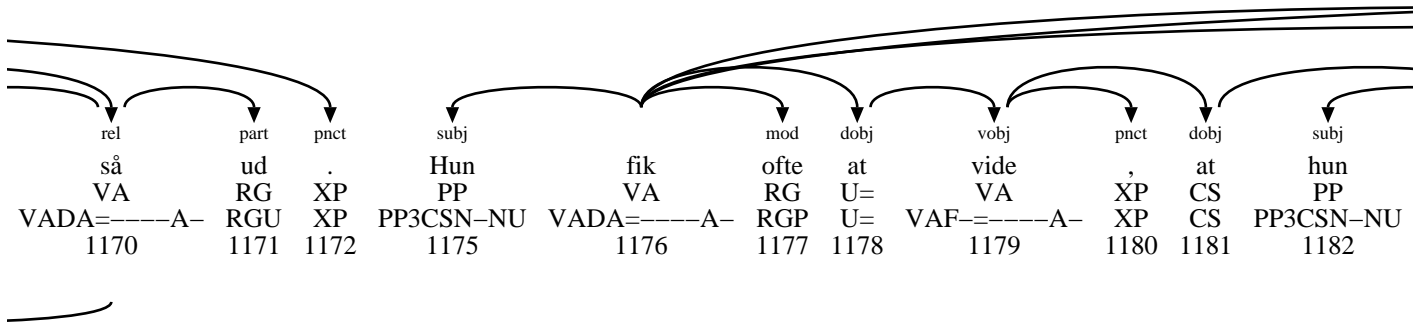 rel part pnct subj mod dobj vobj pnct dobj subj
så ud . Hun fik ofte at vide , at hun
VA RG XP PP VA RG U= VA XP CS PP
VADA=−−−−A− RGU XP PP3CSN−NU VADA=−−−−A− RGP U= VAF−=−−−−A− XP CS PP3CSN−NU
1170 1171 1172 1175 1176 1177 1178 1179 1180 1181 1182